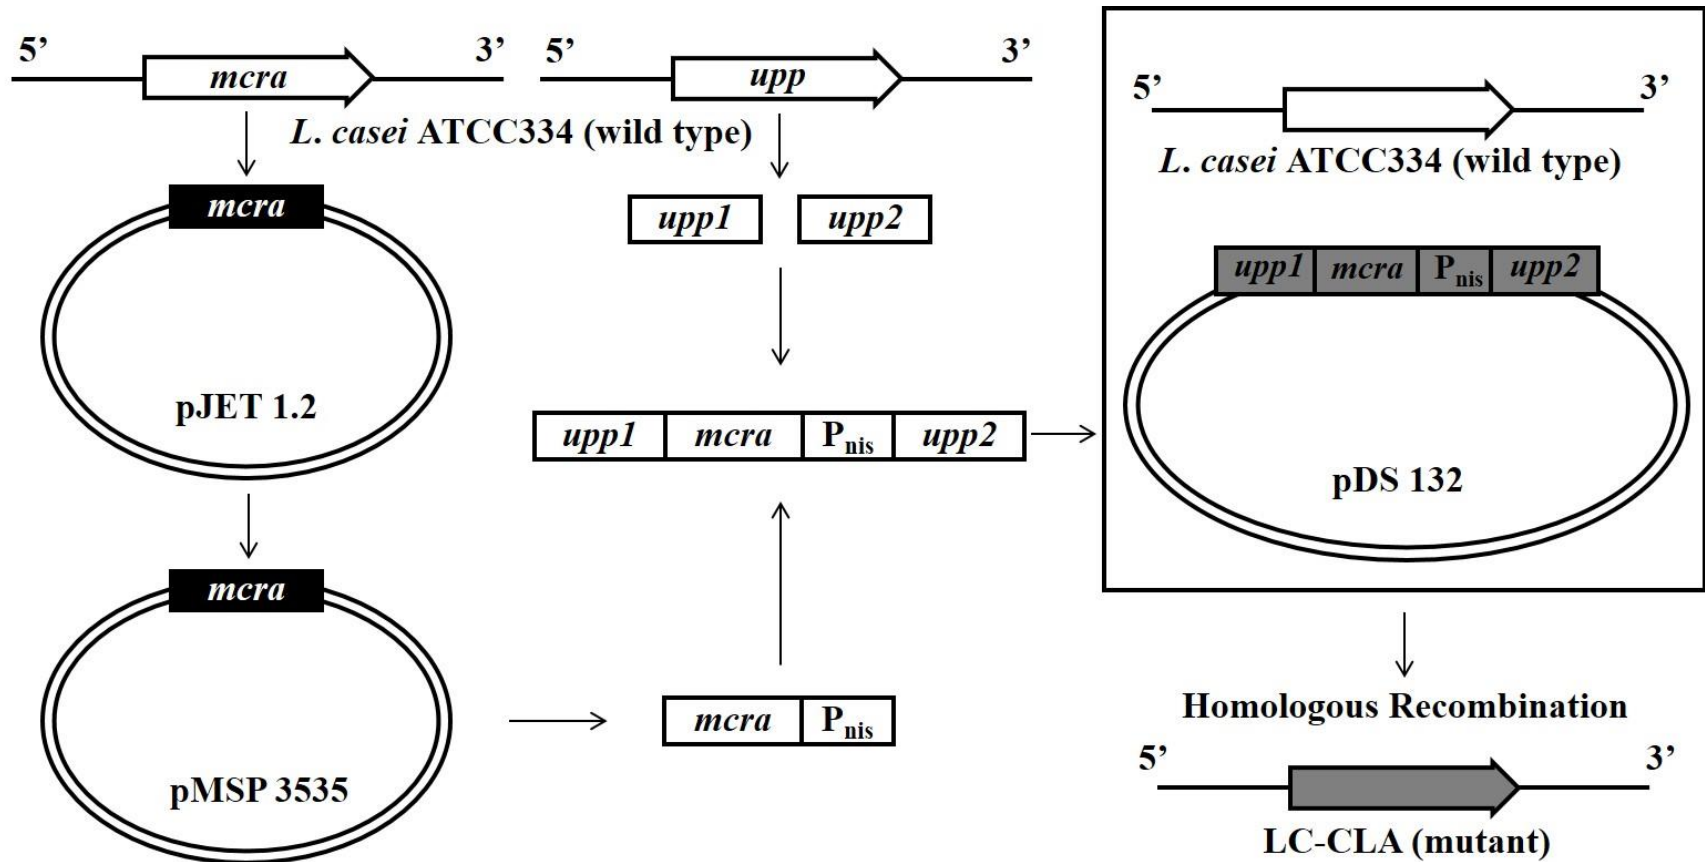 5’ 3’
mcra
5’ 3’
upp
L. casei ATCC334 (wild type)
mcra
pJET 1.2
mcra
pMSP 3535
upp1 upp2
upp1 mcra Pnis upp2
mcra Pnis
5’ 3’
L. casei ATCC334 (wild type)
upp1 mcra Pnis upp2
pDS 132
Homologous Recombination
5’ 3’
LC-CLA (mutant)